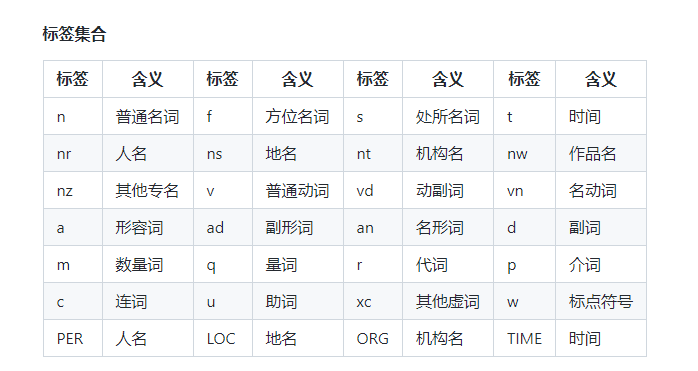 标签集合
标签 含义 标签 含义 标签 含义 标签 含义
n 普通名词 f 方位名词 s 处所名词 t 时间
nr 人名 ns 地名 nt 机构名 nw 作品名
nz 其他专名 v 普通动词 vd 动副词 vn 名动词
a 形容词 ad 副形词 an 名形词 d 副词
m 数量词 q 量词 r 代词 p 介词
c 连词 u 助词 xc 其他虚词 w 标点符号
PER 人名 LOC 地名 ORG 机构名 TIME 时间